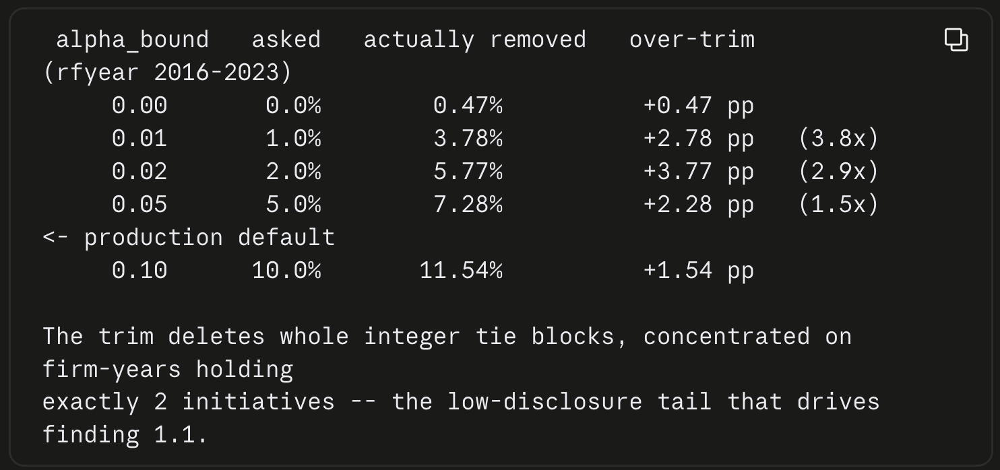 alpha_bound   asked   actually removed   over-trim
(rfyear 2016-2023)
0.00       0.0%        0.47%          +0.47 pp
0.01       1.0%        3.78%          +2.78 pp   (3.8x)
0.02       2.0%        5.77%          +3.77 pp   (2.9x)
0.05       5.0%        7.28%          +2.28 pp   (1.5x)
<- production default
0.10      10.0%       11.54%          +1.54 pp
The trim deletes whole integer tie blocks, concentrated on
firm-years holding
exactly 2 initiatives -- the low-disclosure tail that drives
finding 1.1.